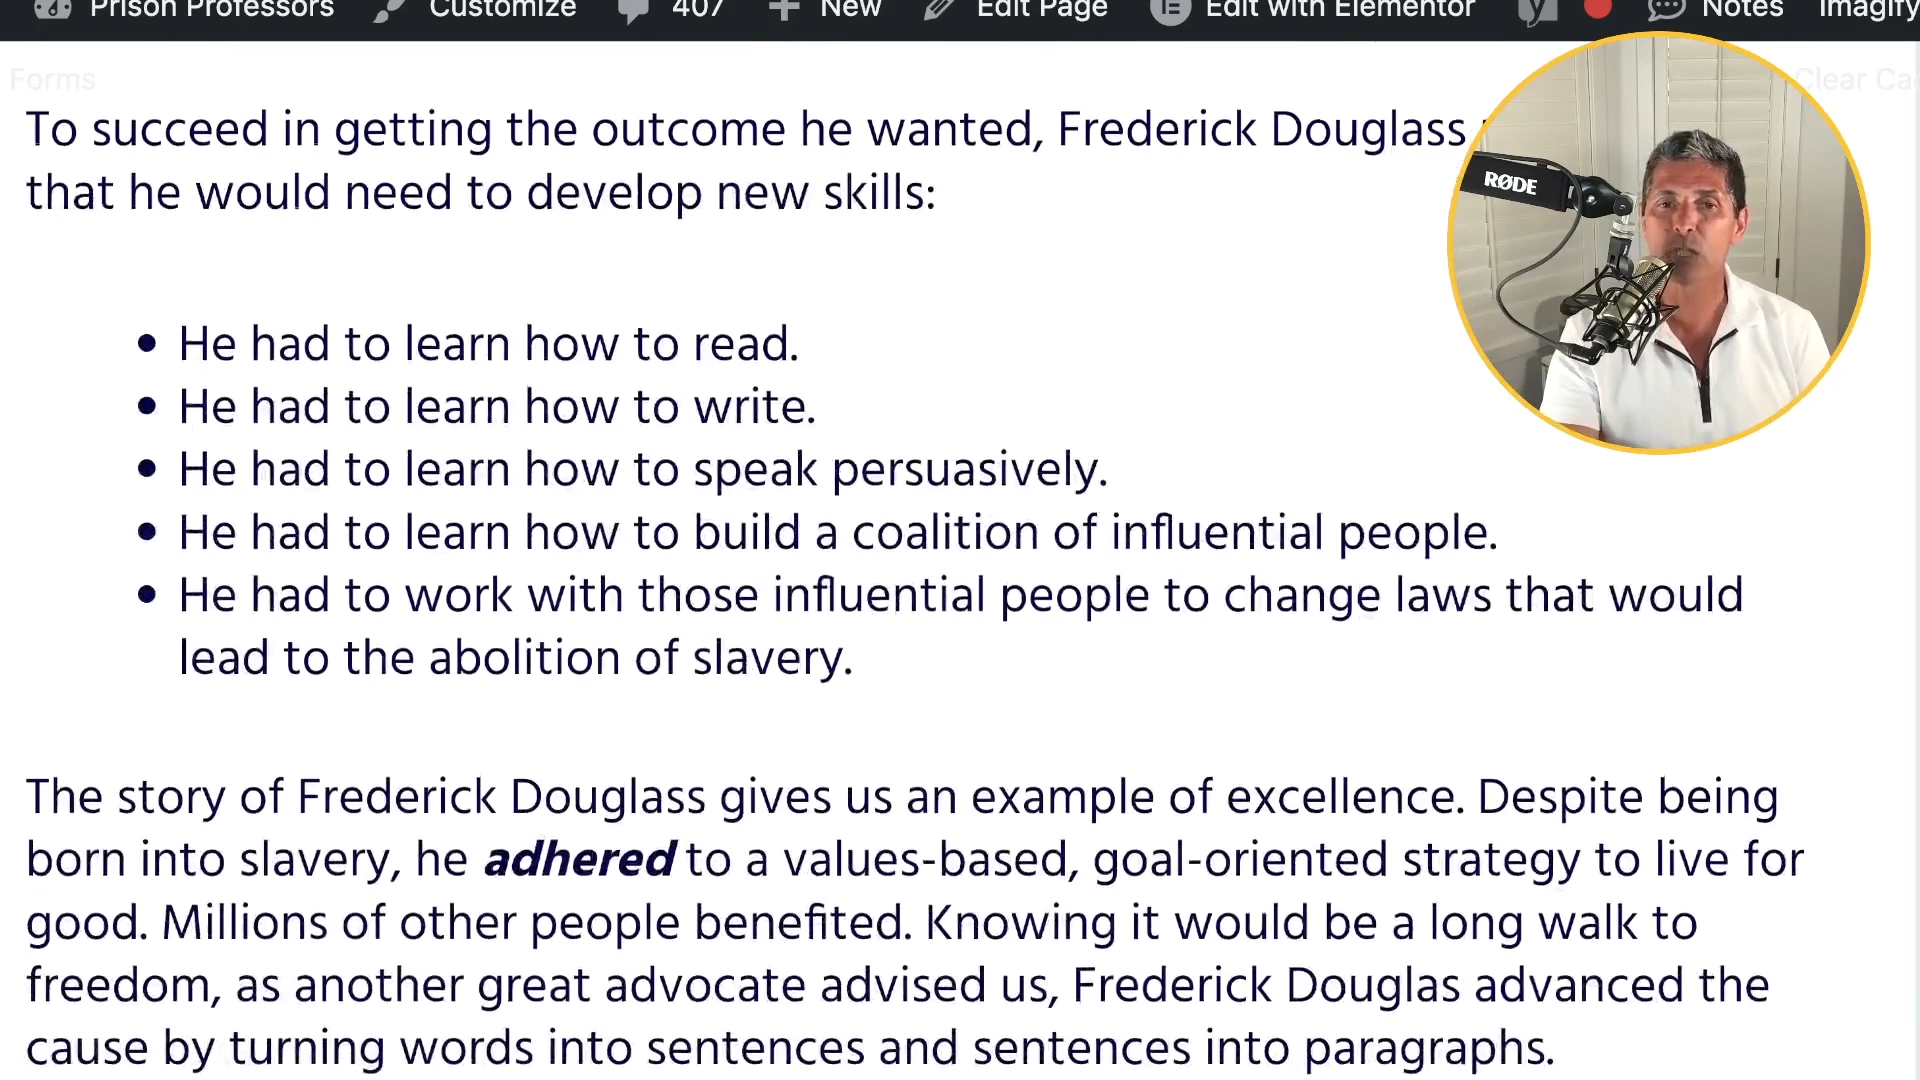 Prison Professors Customize 407 New Edit Page Edit with Elementor Notes Imagify
Forms Clear
To succeed in getting the outcome he wanted, Frederick Douglass
that he would need to develop new skills:
RØDE
• He had to learn how to read.
• He had to learn how to write.
• He had to learn how to speak persuasively.
• He had to learn how to build a coalition of influential people.
• He had to work with those influential people to change laws that would
lead to the abolition of slavery.
The story of Frederick Douglass gives us an example of excellence. Despite being
born into slavery, he adhered to a values-based, goal-oriented strategy to live for
good. Millions of other people benefited. Knowing it would be a long walk to
freedom, as another great advocate advised us, Frederick Douglas advanced the
cause by turning words into sentences and sentences into paragraphs.